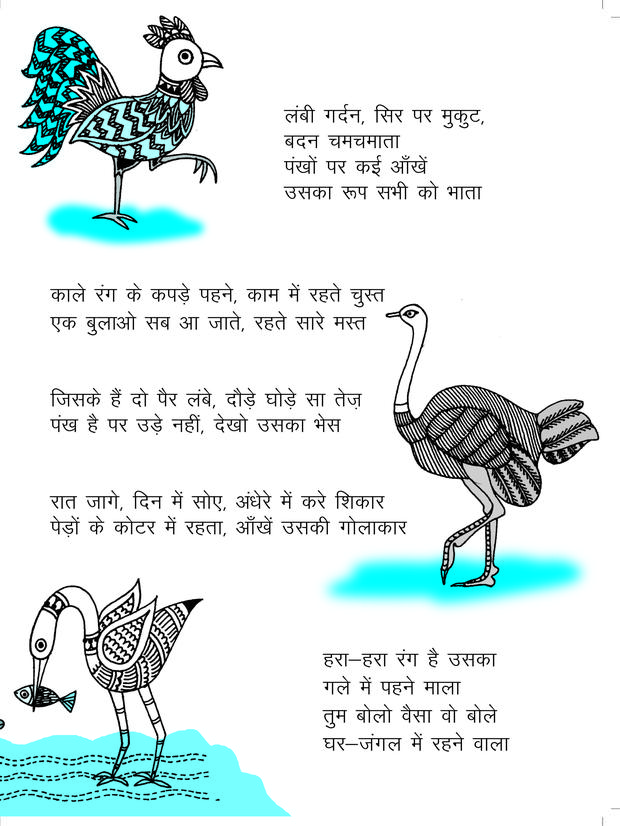 लंबी गर्दन, सिर पर मुकुट,
बदन चमचमाता
पंखों पर कई आँखें
उसका रूप सभी को भाता
काले रंग के कपड़े पहने, काम में रहते चुस्त
एक बुलाओ सब आ जाते, रहते सारे मस्त
जिसके हैं दो पैर लंबे, दौड़े घोड़े सा तेज़
पंख है पर उड़े नहीं, देखो उसका भेस
रात जागे, दिन में सोए, अंधेरे में करे शिकार
पेड़ों के कोटर में रहता, आँखें उसकी गोलाकार
हरा–हरा रंग है उसका
गले में पहने माला
तुम बोलो वैसा वो बोले
घर–जंगल में रहने वाला